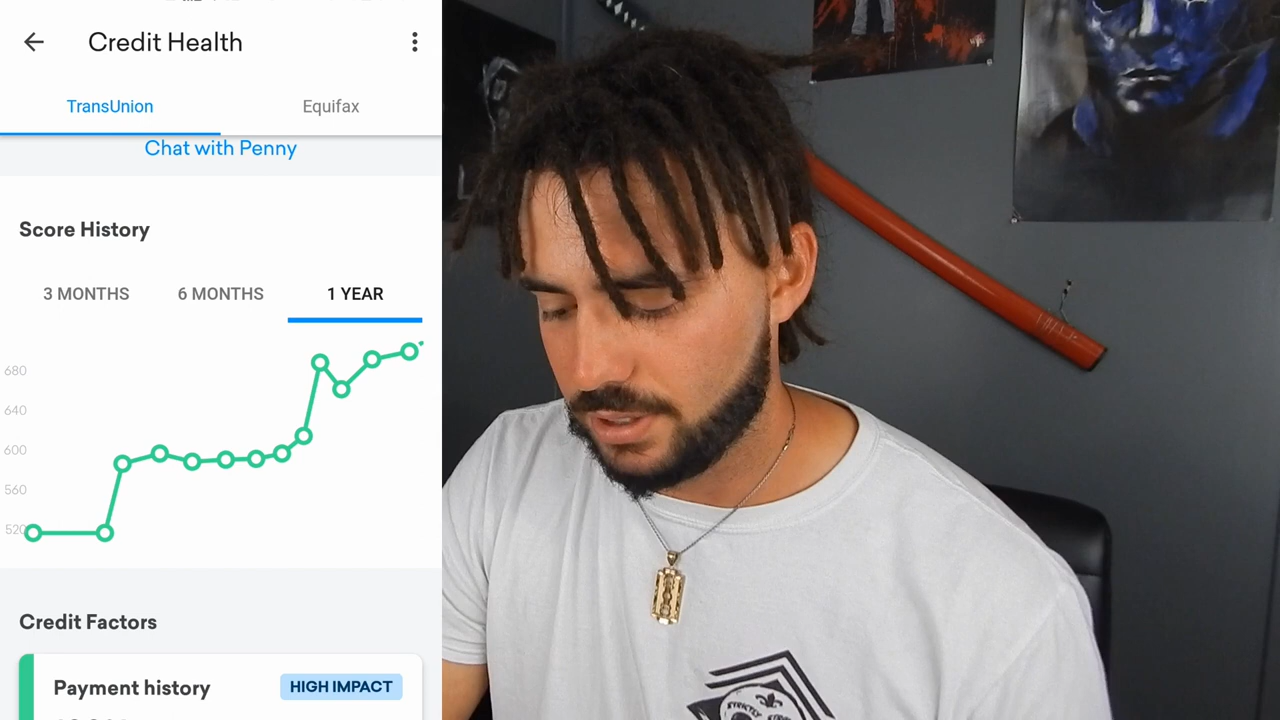 Credit Health
TransUnion
Equifax
Chat with Penny
Score History
3 MONTHS
6 MONTHS
1 YEAR
680
640
600
560
520
Credit Factors
Payment history
HIGH IMPACT
STRICTLY